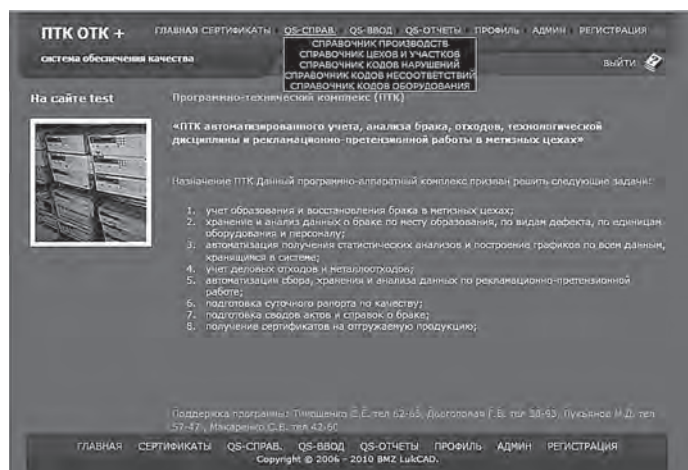 ПТК ОТК +
ГЛАВНАЯ СЕРТИФИКАТЫ QS-СПРАВ. QS-ВВОД QS-ОТЧЕТЫ ПРОФИЛЬ АДМИН РЕГИСТРАЦИЯ
СПРАВОЧНИК ПРОИЗВОДСТВ
СПРАВОЧНИК ЦЕХОВ И УЧАСТКОВ
СПРАВОЧНИК КОДОВ НАРУШЕНИЙ
СПРАВОЧНИК КОДОВ НЕСООТВЕТСТВИЙ
СПРАВОЧНИК КОДОВ ОБОРУДОВАНИЯ
система обеспечения качества
ВЫЙТИ
На сайте test
Программно-технический комплекс (ПТК)
«ПТК автоматизированного учета, анализа брака, отходов, технологической
дисциплины и рекламационно-претензионной работы в метизных цехах»
Назначение ПТК Данный программно-аппаратный комплекс призван решить следующие задачи:
1. учет образования и восстановления брака в метизных цехах;
2. хранение и анализ данных о браке по месту образования, по видам дефекта, по единицам
оборудования и персоналу;
3. автоматизация получения статистических анализов и построение графиков по всем данным,
хранящимся в системе;
4. учет деловых отходов и металлоотходов;
5. автоматизация сбора, хранения и анализа данных по рекламационно-претензионной
работе;
6. подготовка суточного рапорта по качеству;
7. подготовка сводов актов и справок о браке;
8. получение сертификатов на отгружаемую продукцию;
Поддержка программы: Тимошенко С.Е. тел 62-63, Г.В. тел 58-93, Лукьянов М.Д. тел
57-47, Макаренко С.В. тел 42-60
ГЛАВНАЯ СЕРТИФИКАТЫ QS-СПРАВ. QS-ВВОД QS-ОТЧЕТЫ ПРОФИЛЬ АДМИН РЕГИСТРАЦИЯ
Copyright © 2006 - 2010 BMZ LukCAD.